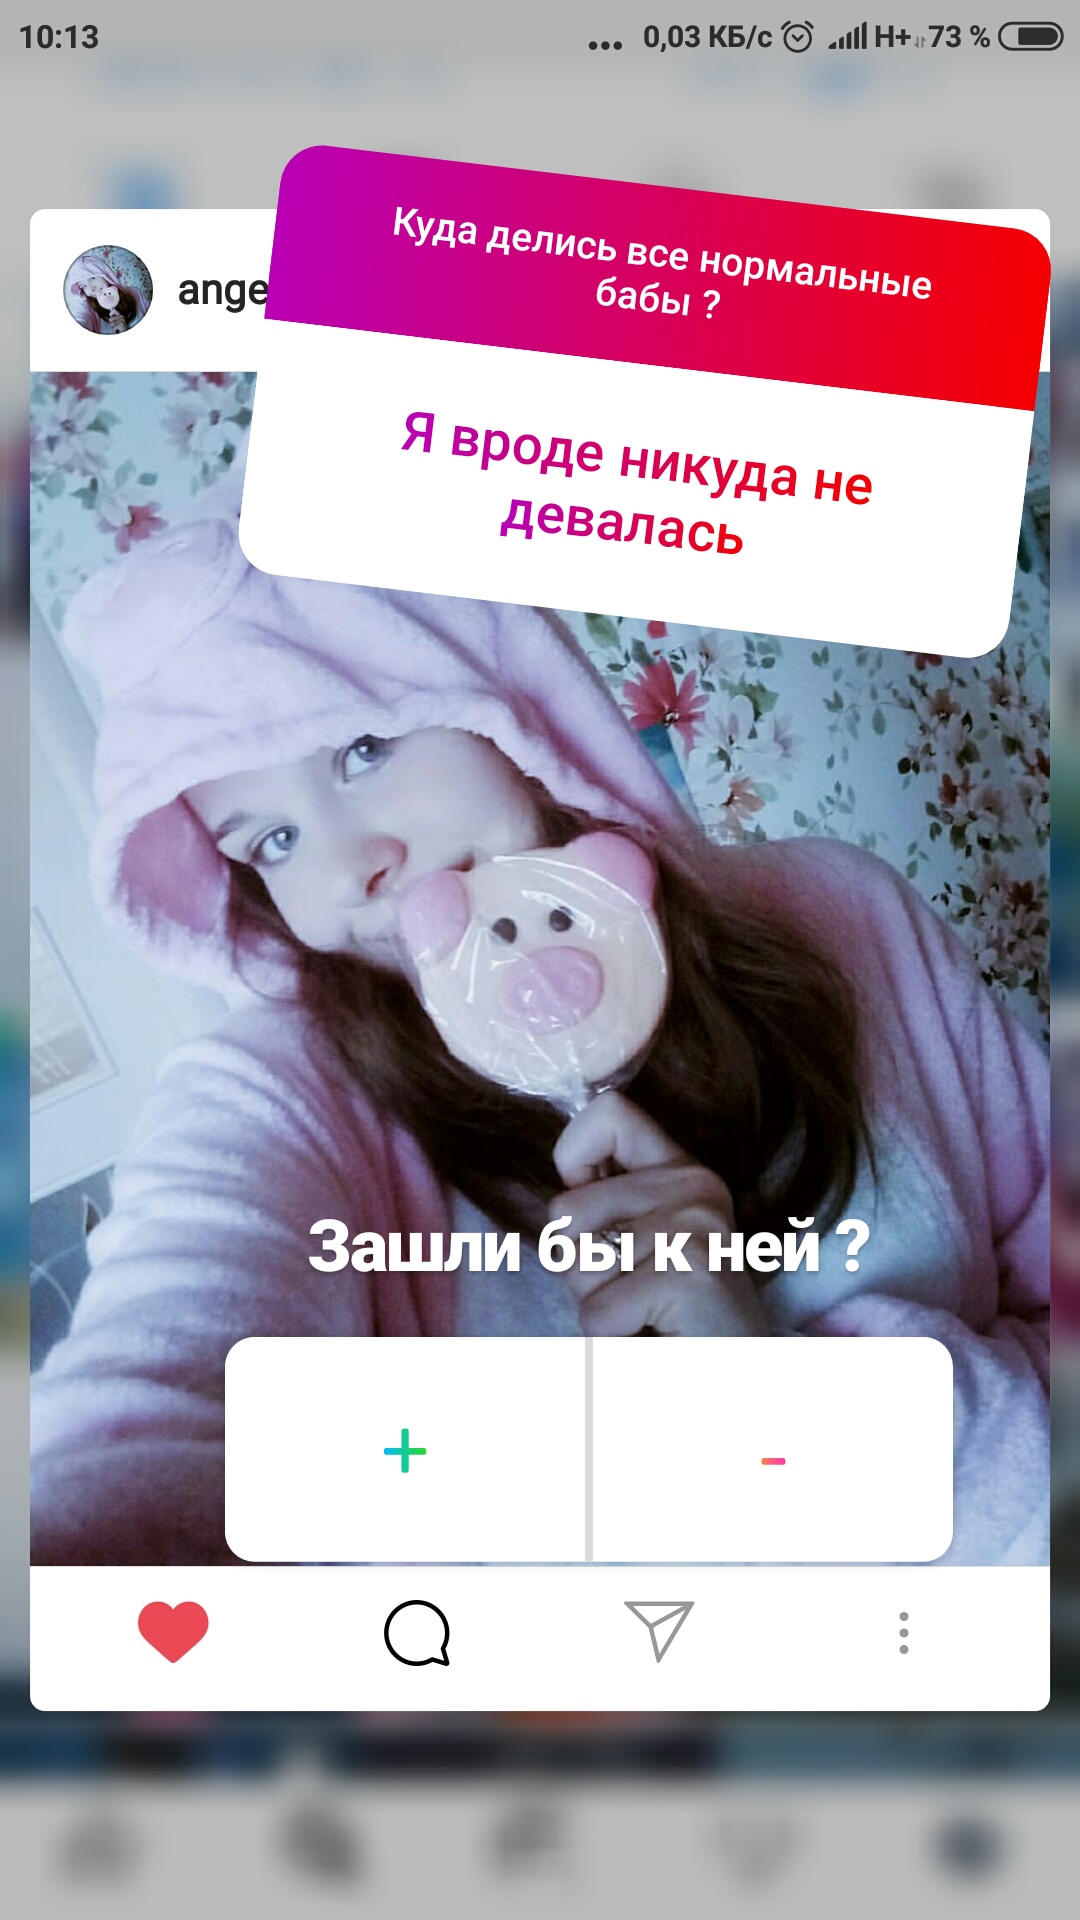 10:13 ... 0,03 КБ/с H+ 73 %
Куда делись все нормальные
бабы ?
ange
Я вроде никуда не
девалась
Зашли бы к ней ?
+ -